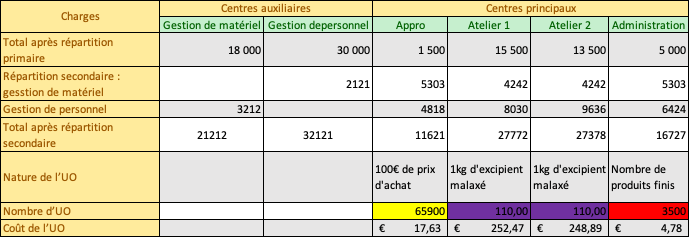 Charges
Centres auxiliaires
Centres principaux
Gestion de matériel
Gestion depersonnel
Appro
Atelier 1
Atelier 2
Administration
Total après répartition
primaire
18 000
30 000
1 500
15 500
13 500
5 000
Répartition secondaire :
gesstion de matériel
2121
5303
4242
4242
5303
Gestion de personnel
3212
4818
8030
9636
6424
Total après répartition
secondaire
21212
32121
11621
27772
27378
16727
Nature de l'UO
100€ de prix
d'achat
1kg d'excipient
malaxé
1kg d'excipient
malaxé
Nombre de
produits finis
Nombre d'UO
65900
110,00
110,00
3500
Coût de l'UO
€ 17,63
€ 252,47
€ 248,89
€ 4,78